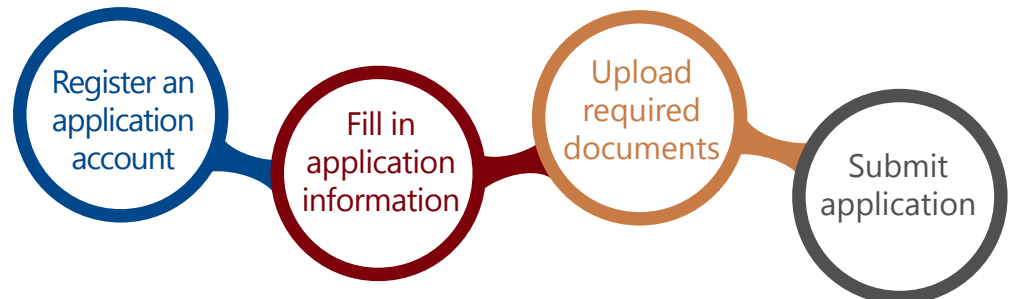 Register an
application
account
Fill in
application
information
Upload
required
documents
Submit
application